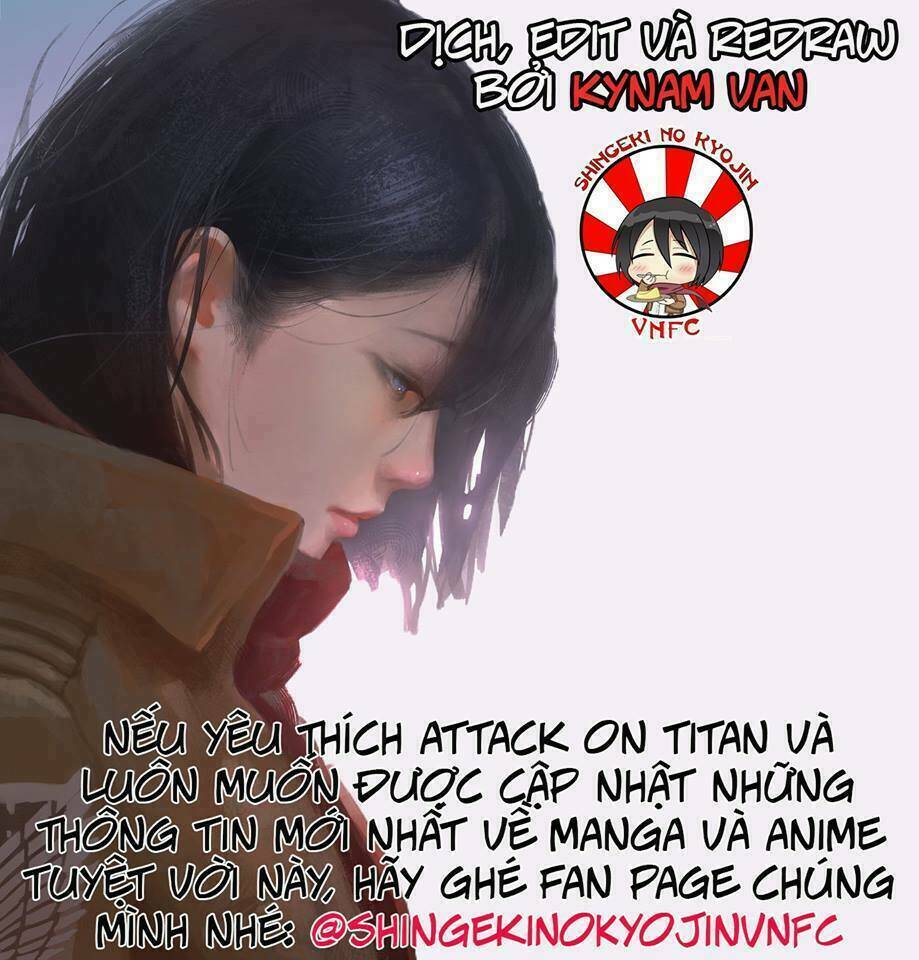 DỊCH, EDIT VÀ REDRAW
BỞI KYNAM VAN
SHINGEKI NO KYOJIN
VNFC
NẾU YÊU THÍCH ATTACK ON TITAN VÀ
LUÔN MUỐN ĐƯỢC CẬP NHẬT NHỮNG
THÔNG TIN MỚI NHẤT VỀ MANGA VÀ ANIME
TUYỆT VỜI NÀY, HÃY GHÉ FAN PAGE CHÚNG
MÌNH NHÉ: @SHINGEKINOKYOJINVNFC